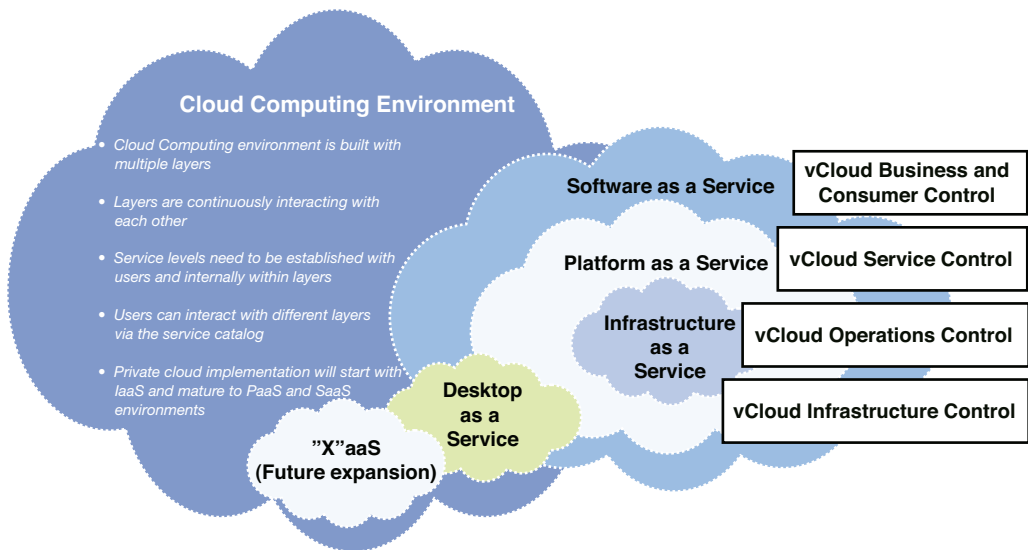 Cloud Computing Environment
• Cloud Computing environment is built with
multiple layers
• Layers are continuously interacting with
each other
• Service levels need to be established with
users and internally within layers
• Users can interact with different layers
via the service catalog
• Private cloud implementation will start with
IaaS and mature to PaaS and SaaS
environments
Software as a Service
Platform as a Service
Infrastructure
as a
Service
Desktop
as a
Service
”X”aaS
(Future expansion)
vCloud Business and
Consumer Control
vCloud Service Control
vCloud Operations Control
vCloud Infrastructure Control